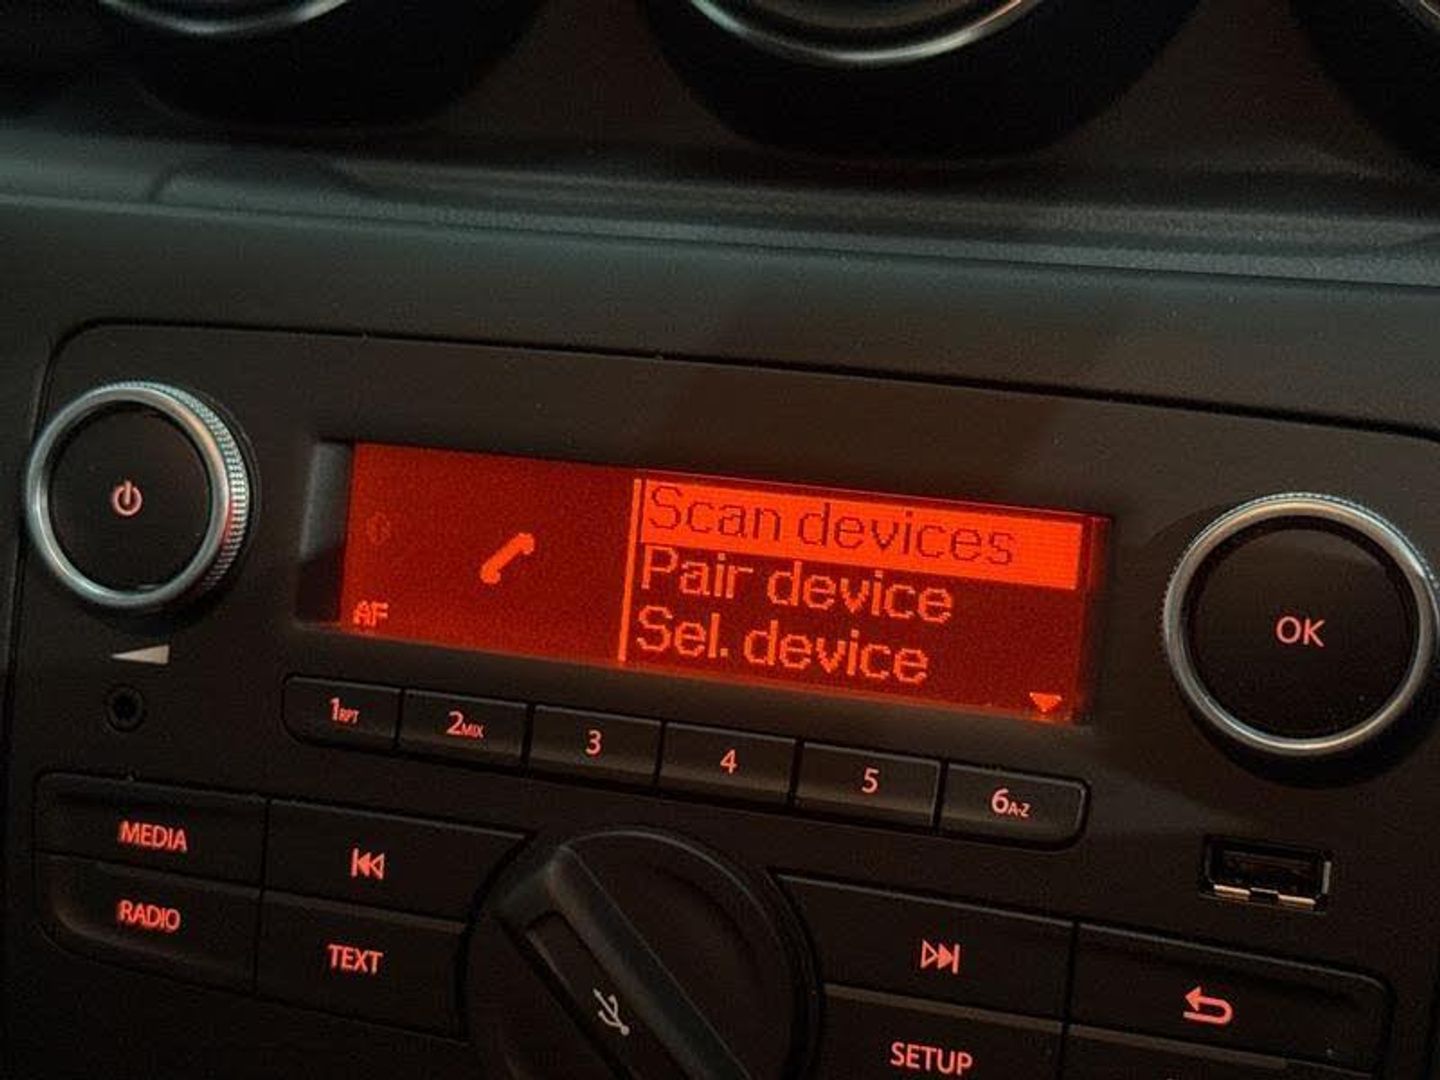 Scan devices
Pair device
Sel. device
AF
OK
1RPT
2MIX
3
4
5
6A-Z
MEDIA
RADIO
TEXT
SETUP